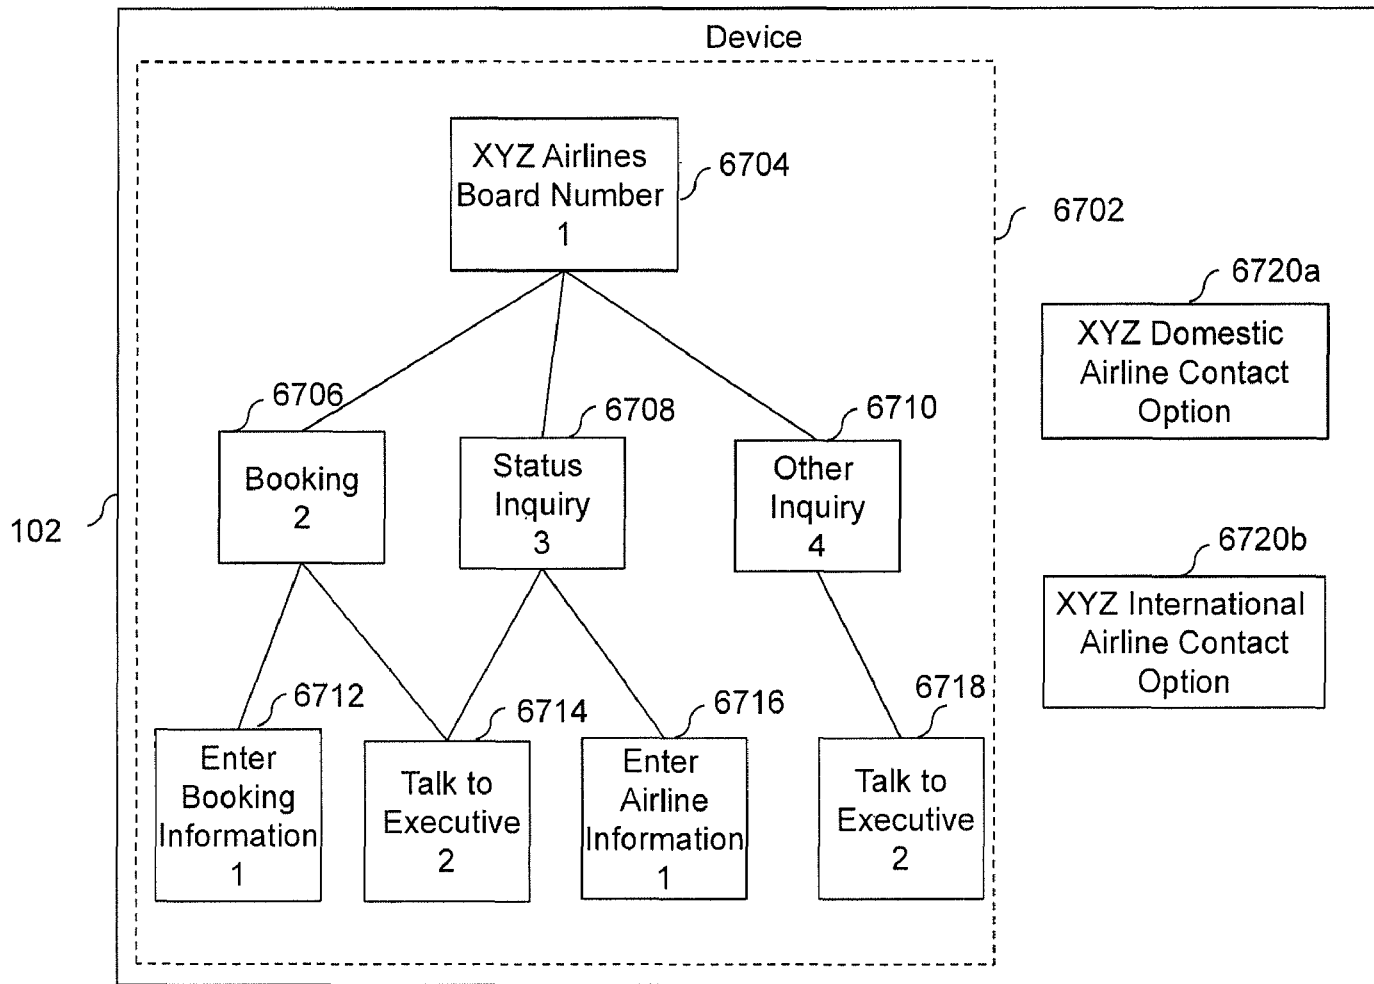 Device
XYZ Airlines
Board Number
1
6704
6702
6720a
XYZ Domestic
Airline Contact
Option
6706
Booking
2
6708
Status
Inquiry
3
6710
Other
Inquiry
4
102
6720b
XYZ International
Airline Contact
Option
6712
Enter
Booking
Information
1
6714
Talk to
Executive
2
6716
Enter
Airline
Information
1
6718
Talk to
Executive
2